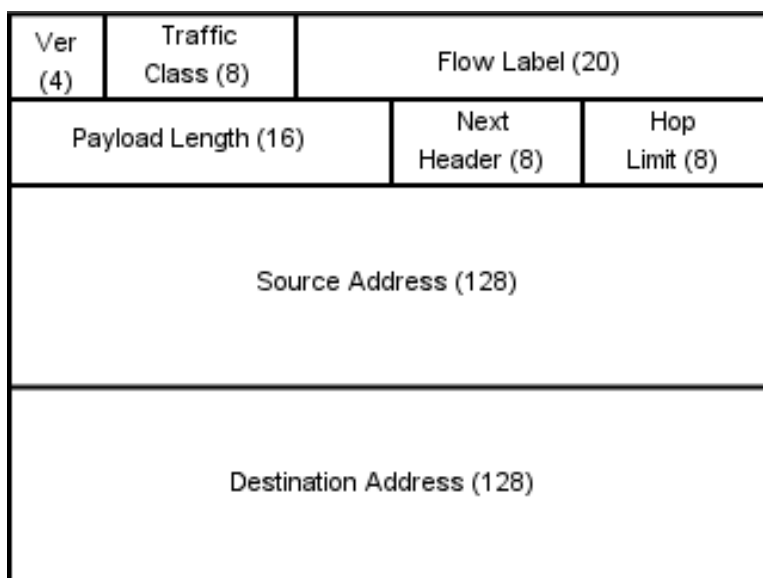 Ver
(4)
Traffic
Class (8)
Flow Label (20)
Payload Length (16)
Next
Header (8)
Hop
Limit (8)
Source Address (128)
Destination Address (128)